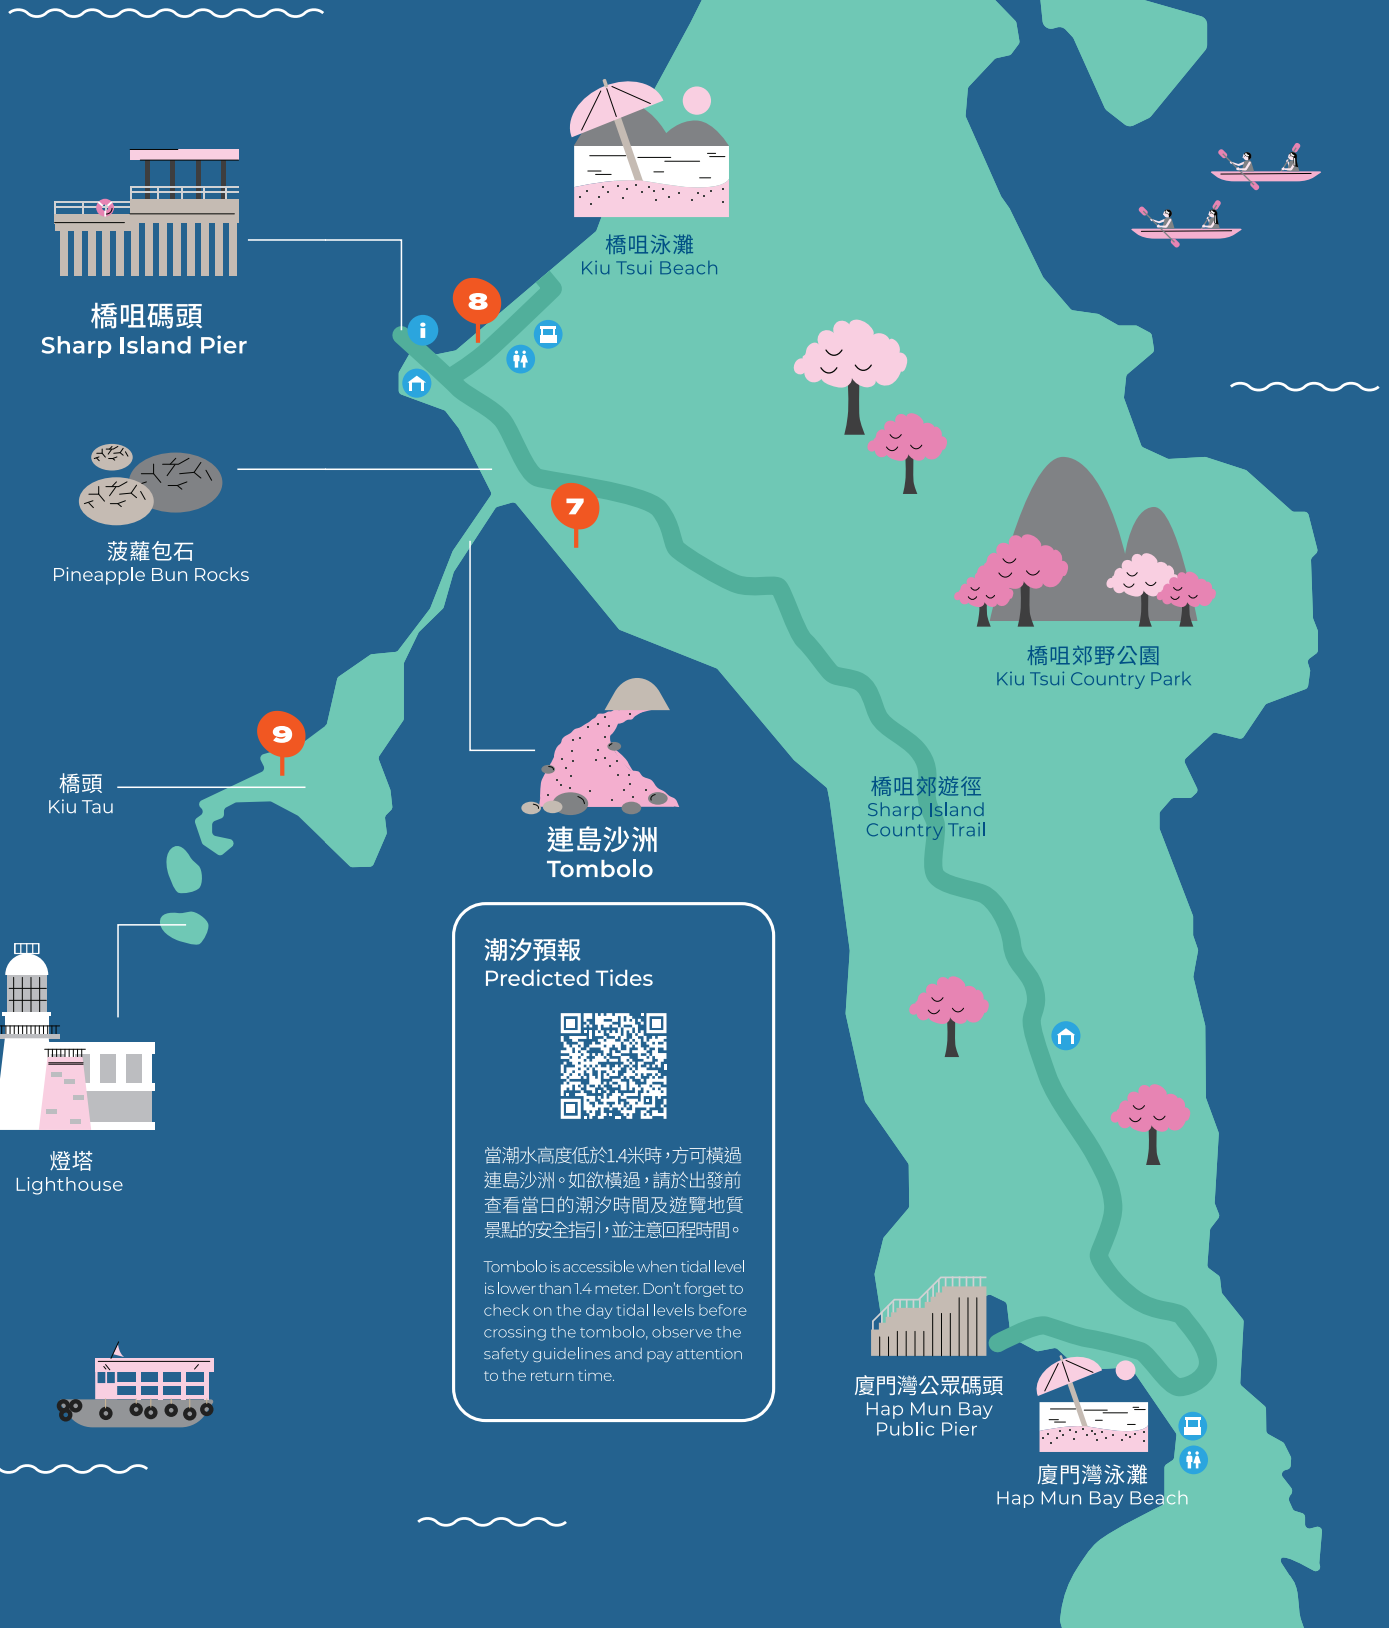 橋咀泳灘
Kiu Tsui Beach
橋咀碼頭
Sharp Island Pier
8
i
菠蘿包石
Pineapple Bun Rocks
7
橋咀郊野公園
Kiu Tsui Country Park
9
橋頭
Kiu Tau
橋咀郊遊徑
Sharp Island
Country Trail
連島沙洲
Tombolo
潮汐預報
Predicted Tides
當潮水高度低於1.4米時，方可橫過
連島沙洲。如欲橫過，請於出發前
查看當日的潮汐時間及遊覽地質
景點的安全指引，並注意回程時間。
Tombolo is accessible when tidal level
is lower than 1.4 meter. Don't forget to
check on the day tidal levels before
crossing the tombolo, observe the
safety guidelines and pay attention
to the return time.
燈塔
Lighthouse
廈門灣公眾碼頭
Hap Mun Bay
Public Pier
廈門灣泳灘
Hap Mun Bay Beach